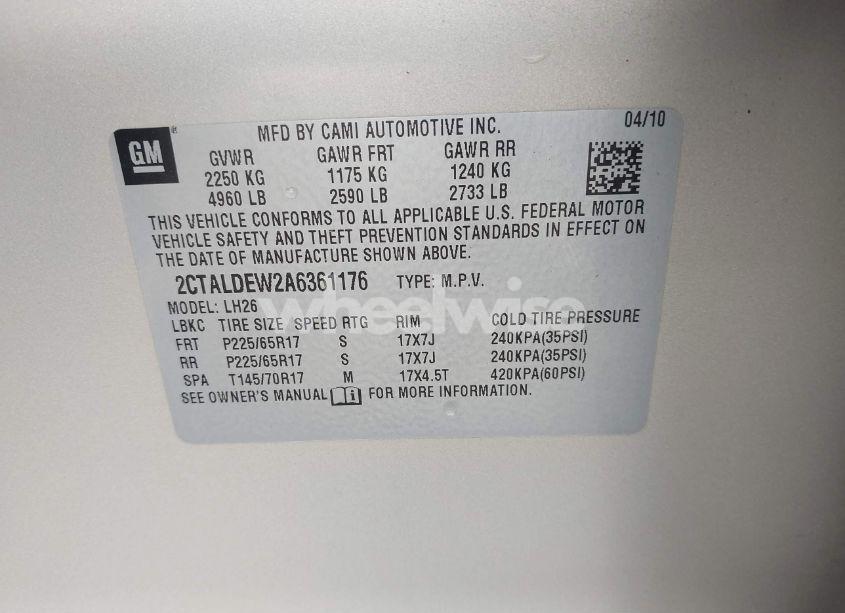 GM
MFD BY CAMI AUTOMOTIVE INC.
04/10
GVWR GAWR FRT GAWR RR
2250 KG 1175 KG 1240 KG
4960 LB 2590 LB 2733 LB
THIS VEHICLE CONFORMS TO ALL APPLICABLE U.S. FEDERAL MOTOR
VEHICLE SAFETY AND THEFT PREVENTION STANDARDS IN EFFECT ON
THE DATE OF MANUFACTURE SHOWN ABOVE.
2CTALDEW2A6361176 TYPE: M.P.V.
MODEL: LH26
wheelwise
LBKC TIRE SIZE SPEED RTG RIM COLD TIRE PRESSURE
FRT P225/65R17 S 17X7J 240KPA(35PSI)
RR P225/65R17 S 17X7J 240KPA(35PSI)
SPA T145/70R17 M 17X4.5T 420KPA(60PSI)
SEE OWNER'S MANUAL FOR MORE INFORMATION.